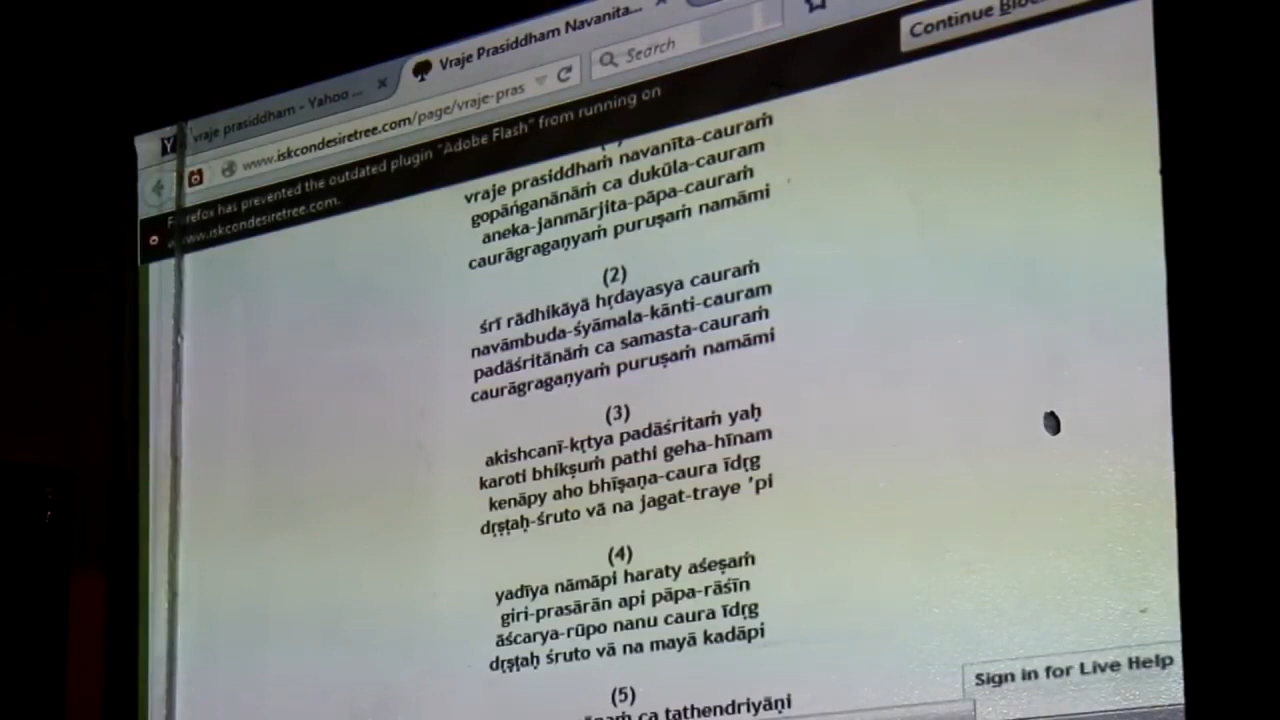 vraje prasiddham - Yahoo ...
Vraje Prasiddham Navanita...
www.iskcondesiretree.com/page/vraje-pras
Search
Firefox has prevented the outdated plugin "Adobe Flash" from running on
www.iskcondesiretree.com.
Continue
vraje prasiddhaṁ navanīta-cauraṁ
gopāṅganānāṁ ca dukūla-cauram
aneka-janmārjita-pāpa-cauraṁ
caurāgragaṇyaṁ puruṣaṁ namāmi
(2)
śrī rādhikāyā hṛdayasya cauraṁ
navāmbuda-śyāmala-kānti-cauram
padāśritānāṁ ca samasta-cauraṁ
caurāgragaṇyaṁ puruṣaṁ namāmi
(3)
akishcanī-kṛtya padāśritaṁ yaḥ
karoti bhikṣuṁ pathi geha-hīnam
kenāpy aho bhīṣaṇa-caura īdṛg
dṛṣṭaḥ-śruto vā na jagat-traye 'pi
(4)
yadīya nāmāpi haraty aśeṣaṁ
giri-prasārān api pāpa-rāśīn
āścarya-rūpo nanu caura īdṛg
dṛṣṭaḥ śruto vā na mayā kadāpi
(5)
ca tathendriyāṇi
Sign in for Live Help